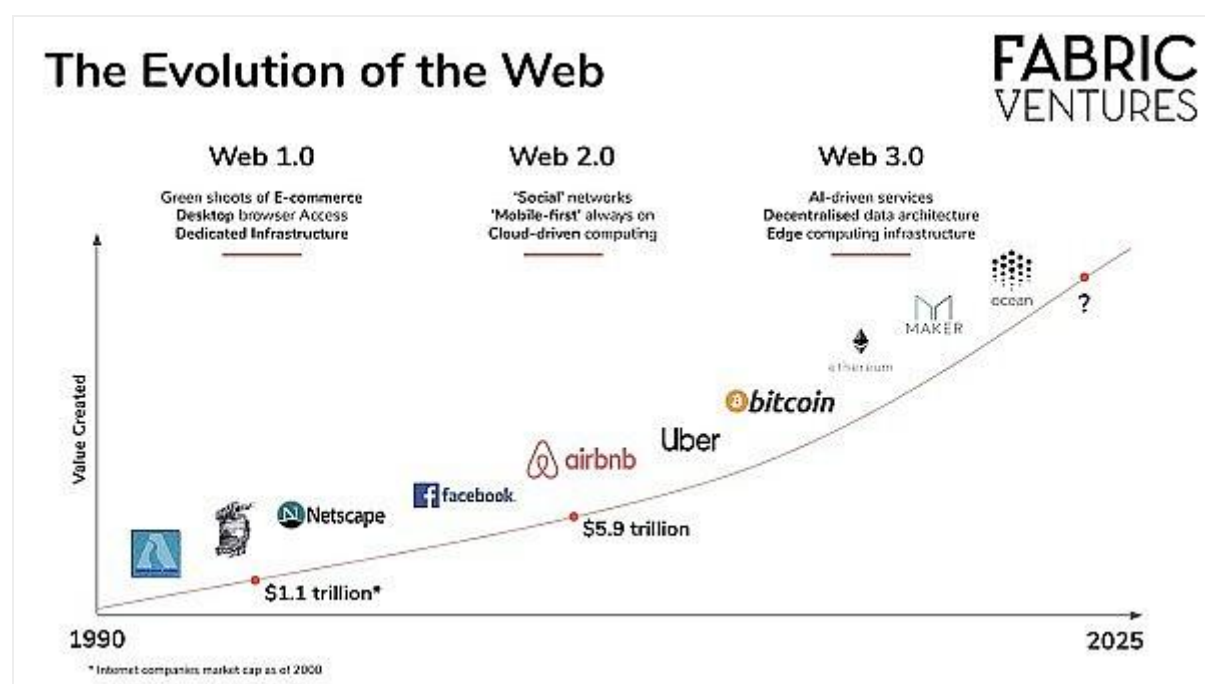 The Evolution of the Web
FABRIC
VENTURES
Web 1.0
Green shoots of E-commerce
Desktop browser Access
Dedicated Infrastructure
Web 2.0
'Social' networks
'Mobile-first' always on
Cloud-driven computing
Web 3.0
AI-driven services
Decentralised data architecture
Edge computing infrastructure
Value Created
Netscape
facebook.
airbnb
Uber
bitcoin
ethereum
MAKER
ocean
?
$1.1 trillion*
$5.9 trillion
1990
2025
* Internet companies market cap as of 2000